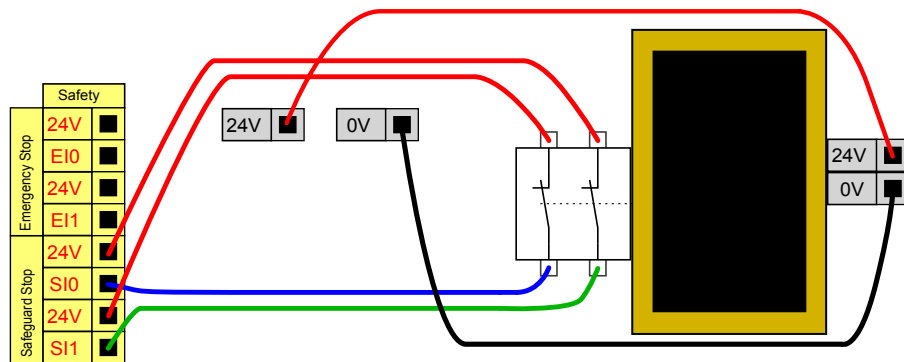 Safety
Emergency Stop
24V
EI0
24V
EI1
Safeguard Stop
24V
SI0
24V
SI1
24V
0V
24V
0V